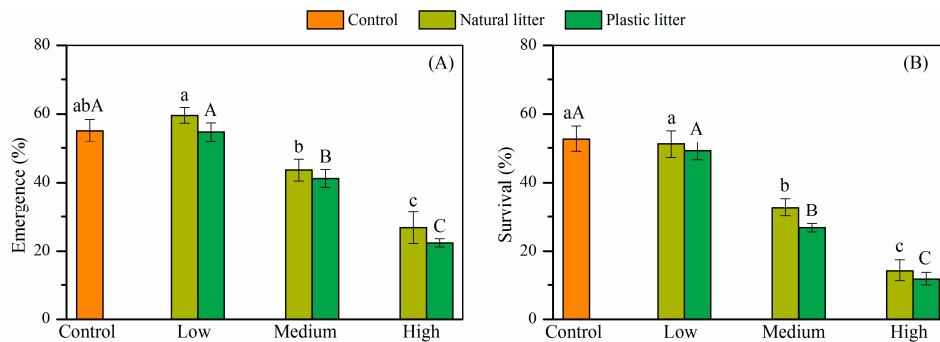 Control Natural litter Plastic litter
(A)
Emergence (%)
80
60
40
20
0
abA
a
A
b
B
c
C
Control Low Medium High
(B)
Survival (%)
80
60
40
20
0
aA
a
A
b
B
c
C
Control Low Medium High